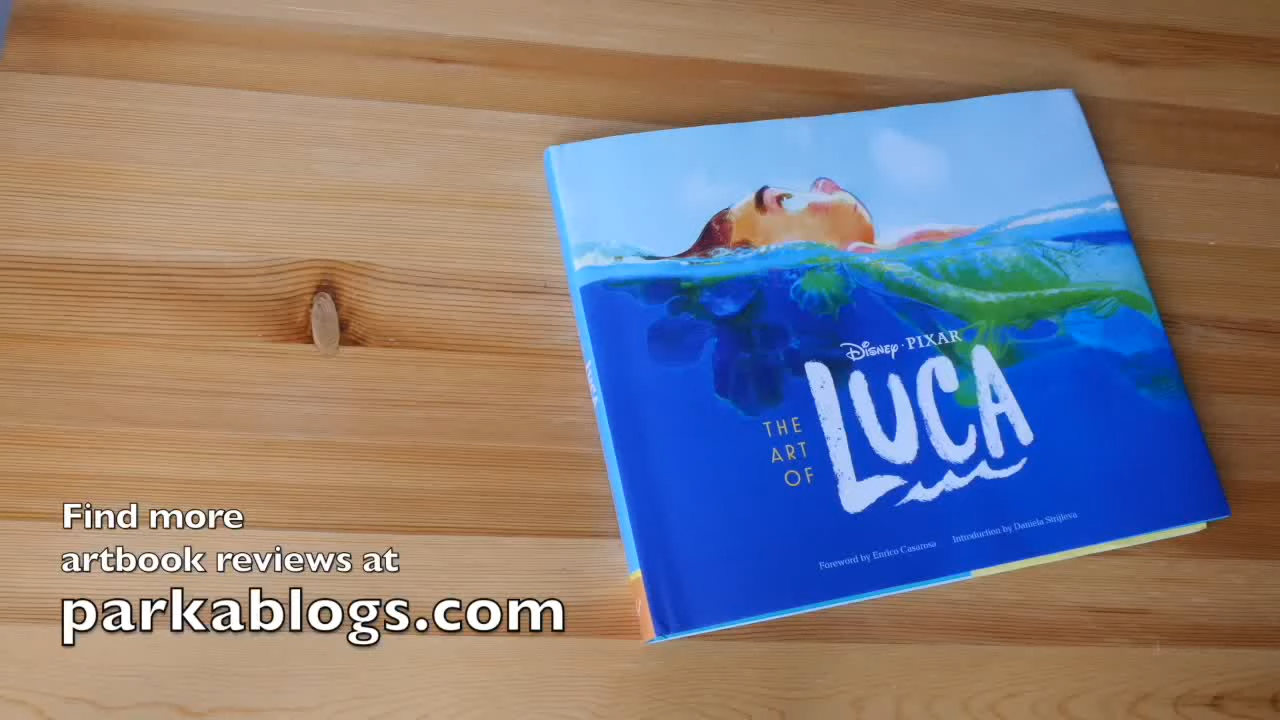 Disney · PIXAR
THE
ART
OF
LUCA
Foreword by Enrico Casarosa Introduction by Daniela Strijleva
LUCA
Find more
artbook reviews at
parkablogs.com